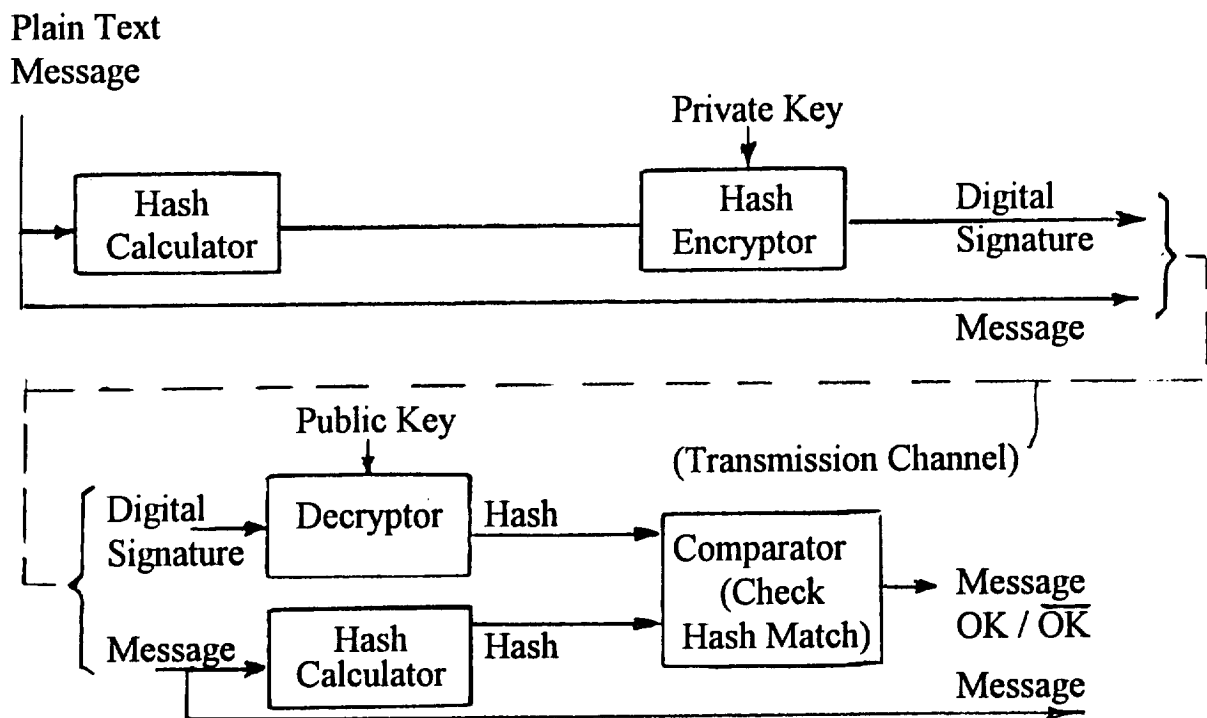 Plain Text
Message
Private Key
Hash
Calculator
Hash
Encryptor
Digital
Signature
Message
(Transmission Channel)
Public Key
Digital
Signature
Decryptor
Hash
Message
Hash
Calculator
Hash
Comparator
(Check
Hash Match)
Message
OK / O̅K̅
Message